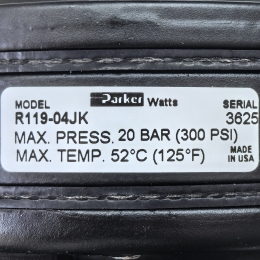 MODEL Parker Watts SERIAL
R119-04JK 3625
MAX. PRESS. 20 BAR (300 PSI)
MAX. TEMP. 52°C (125°F) MADE IN U.S.A.